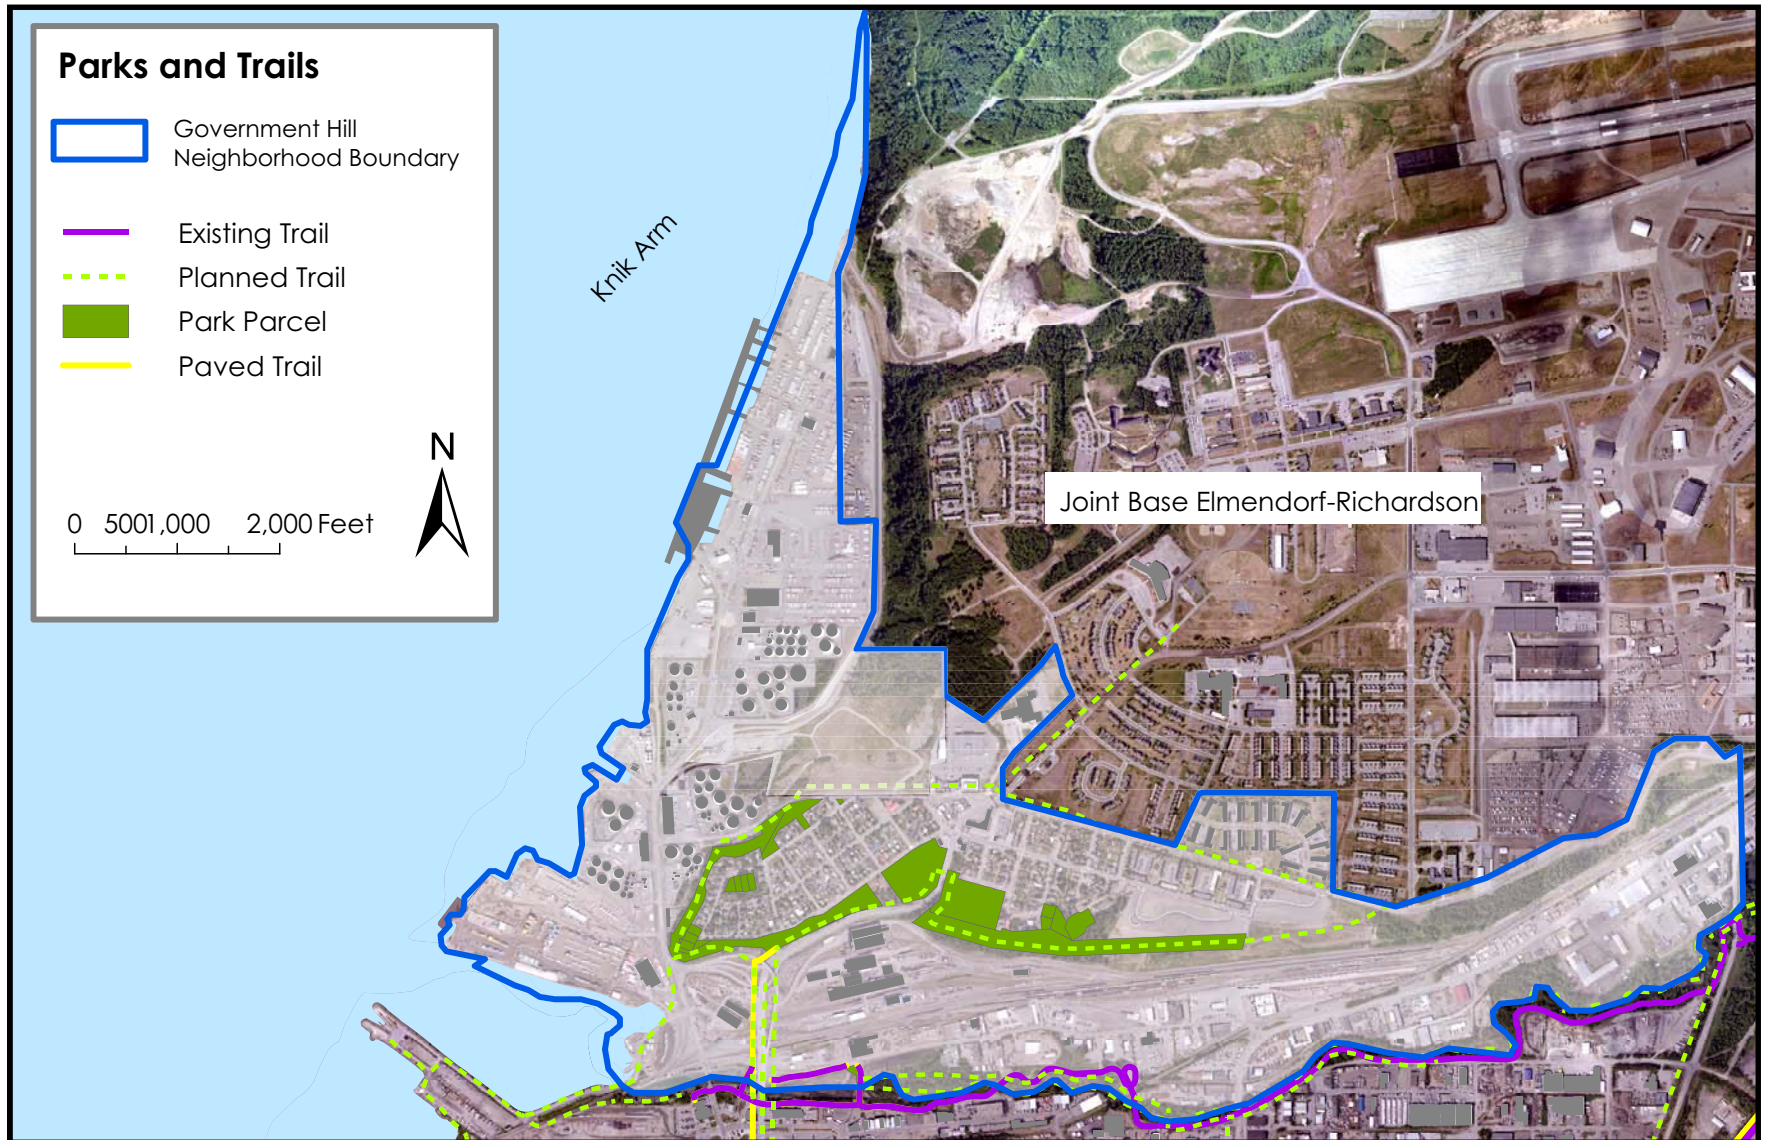 Parks and Trails
Government Hill
Neighborhood Boundary
Existing Trail
Planned Trail
Park Parcel
Paved Trail
N
0 5001,000 2,000 Feet
Knik Arm
Joint Base Elmendorf-Richardson